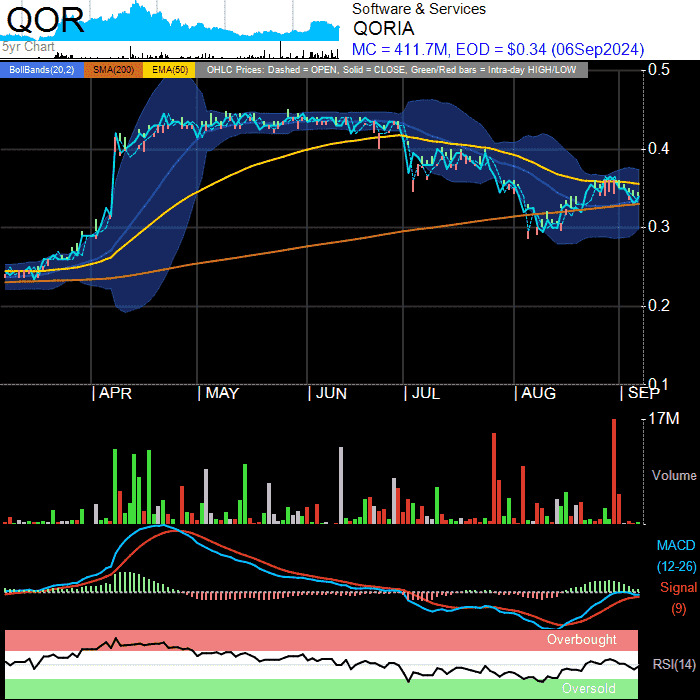 QOR
Software & Services
QORIA
5yr Chart
MC = 411.7M, EOD = $0.34 (06Sep2024)
BollBands(20,2) SMA(200) EMA(50) OHLC Prices: Dashed = OPEN, Solid = CLOSE, Green/Red bars = Intra-day HIGH/LOW
0.5
0.4
0.3
0.2
0.1
APR MAY JUN JUL AUG SEP
17M
Volume
MACD
(12-26)
Signal
(9)
Overbought
RSI(14)
Oversold